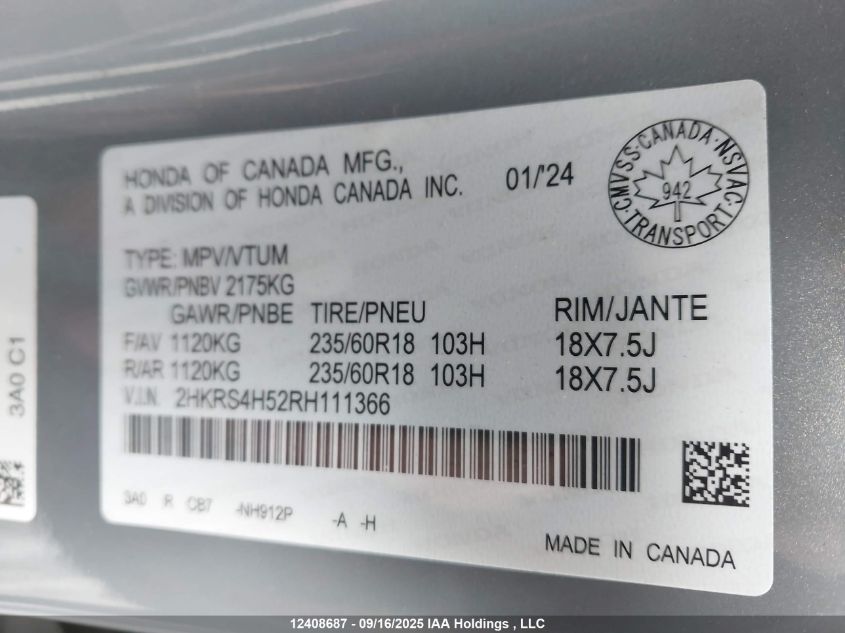 HONDA OF CANADA MFG.,
A DIVISION OF HONDA CANADA INC. 01/'24
CMVSS·CANADA·NSVAC·TRANSPORT
942
TYPE: MPV/VTUM
GVWR/PNBV 2175KG
GAWR/PNBE TIRE/PNEU RIM/JANTE
F/AV 1120KG 235/60R18 103H 18X7.5J
R/AR 1120KG 235/60R18 103H 18X7.5J
V.I.N 2HKRS4H52RH111366
3A0 R CB7 -NH912P -A -H
MADE IN CANADA
3A0 C1
12408687 - 09/16/2025 IAA Holdings , LLC